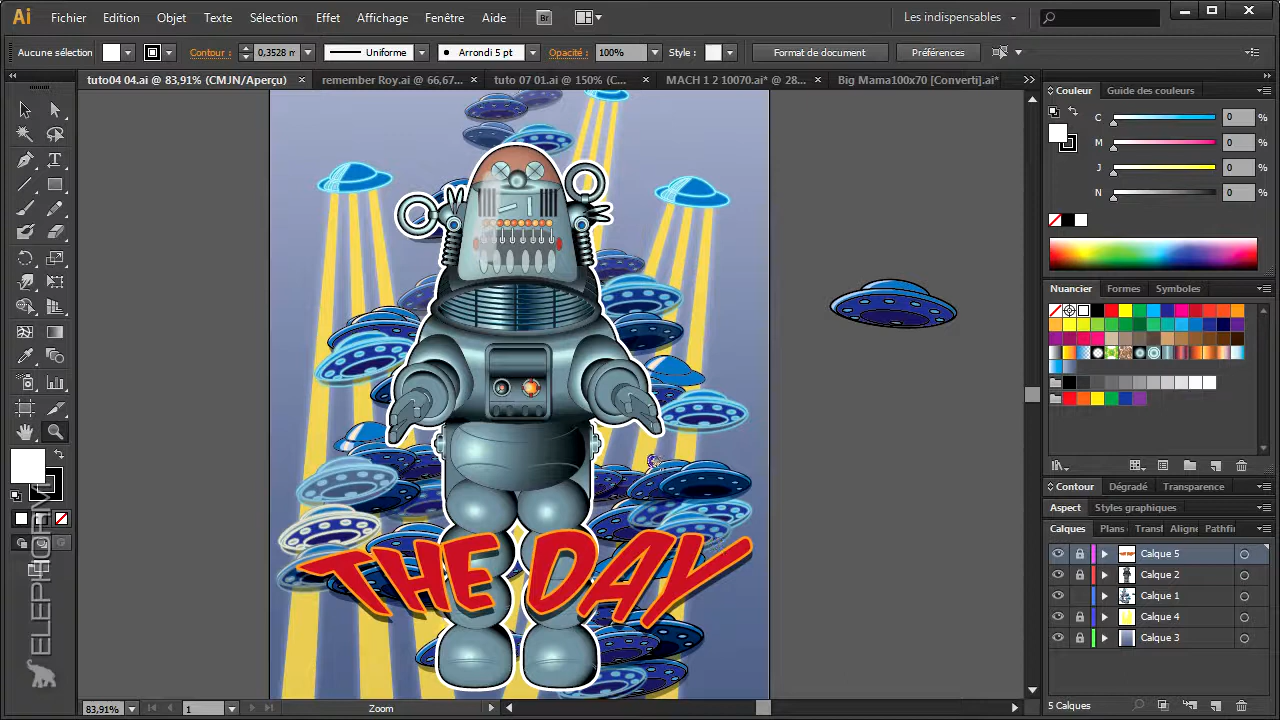 Ai Fichier Edition Objet Texte Sélection Effet Affichage Fenêtre Aide Br Les indispensables
Aucune sélection Contour : 0,3528 m Uniforme Arrondi 5 pt Opacité : 100% Style : Format de document Préférences
tuto04 04.ai @ 83,91% (CMJN/Aperçu) × remember Roy.ai @ 66,67... × tuto 07 01.ai @ 150% (C... × MACH 1 2 10070.ai* @ 28... × Big Mama100x70 [Converti].ai*
Couleur Guide des couleurs
C 0
M 0
J 0
N 0
Nuancier Formes Symboles
Contour Dégradé Transparence
Aspect Styles graphiques
Calques Plans Transf Aligne Pathfin
Calque 5
Calque 2
Calque 1
Calque 4
Calque 3
5 Calques
THE DAY
ELEPHORM
83,91% 1 Zoom